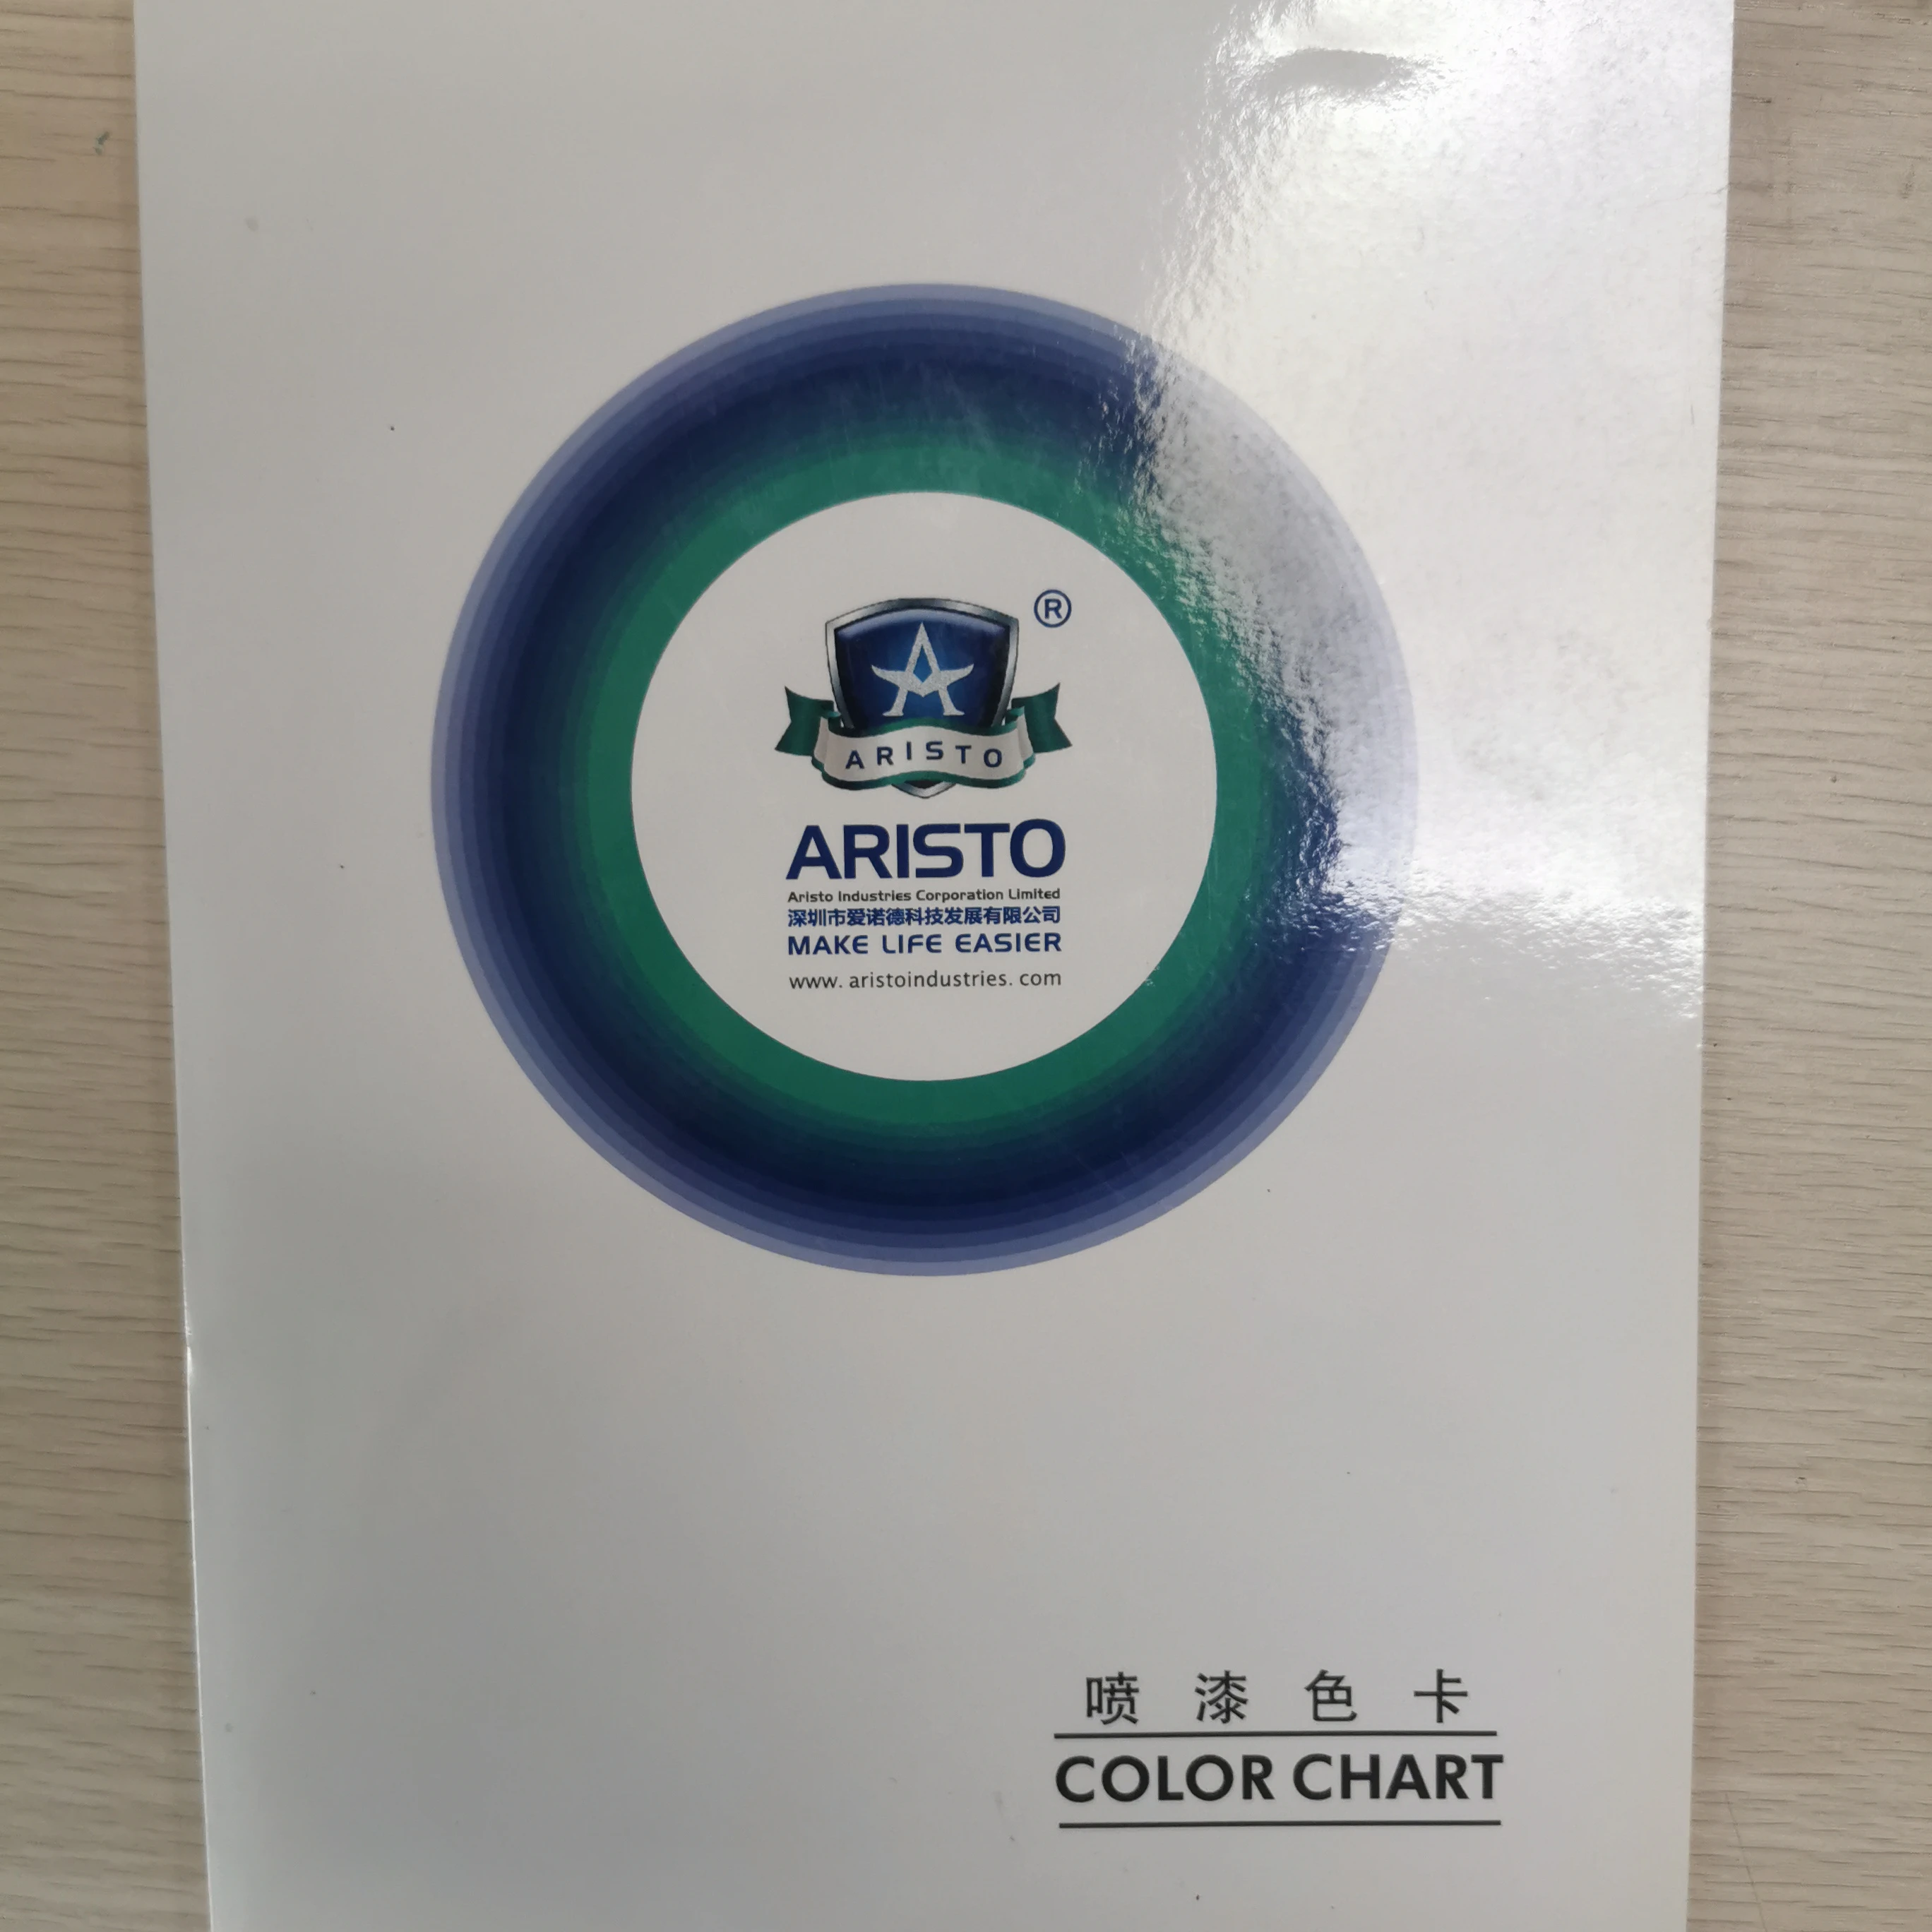 ®
ARISTO
ARISTO
Aristo Industries Corporation Limited
深圳市爱诺德科技发展有限公司
MAKE LIFE EASIER
www. aristoindustries. com
喷漆色卡
COLOR CHART